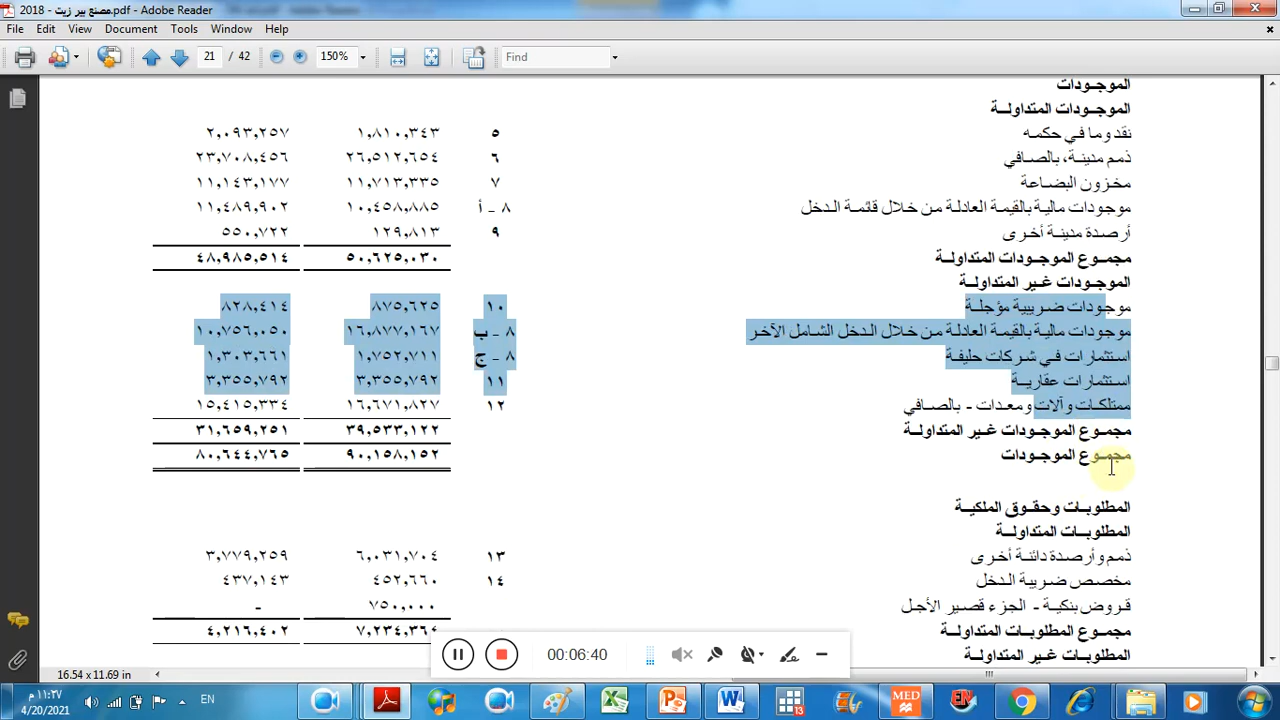 2018 - مصنع بير زيت.pdf - Adobe Reader
File Edit View Document Tools Window Help
21 / 42 150% Find
الموجودات
الموجودات المتداولة
نقد وما في حكمه ٥ ١,٨١٠,٣٤٣ ٢,٠٩٣,٢٥٧
ذمم مدينة، بالصافي ٦ ٢٦,٥١٢,٦٥٤ ٢٣,٧٠٨,٤٥٦
مخزون البضاعة ٧ ١١,٧١٣,٣٣٥ ١١,١٤٣,١٧٧
موجودات مالية بالقيمة العادلة من خلال قائمة الدخل ٨ - أ ١٠,٤٥٨,٨٨٥ ١١,٤٨٩,٩٠٢
أرصدة مدينة أخرى ٩ ١٢٩,٨١٣ ٥٥٠,٧٢٢
مجموع الموجودات المتداولة ٥٠,٦٢٥,٠٣٠ ٤٨,٩٨٥,٥١٤
الموجودات غير المتداولة
موجودات ضريبية مؤجلة ١٠ ٨٧٥,٦٢٥ ٨٢٨,٤١٤
موجودات مالية بالقيمة العادلة من خلال الدخل الشامل الآخر ٨ - ب ١٦,٨٧٧,١٦٧ ١٠,٧٥٦,٠٥٠
استثمارات في شركات حليفة ٨ - ج ١,٧٥٢,٧١١ ١,٣٠٣,٦٦١
استثمارات عقارية ١١ ٣,٣٥٥,٧٩٢ ٣,٣٥٥,٧٩٢
ممتلكات وآلات ومعدات - بالصافي ١٢ ١٦,٦٧١,٨٢٧ ١٥,٤١٥,٣٣٤
مجموع الموجودات غير المتداولة ٣٩,٥٣٣,١٢٢ ٣١,٦٥٩,٢٥١
مجموع الموجودات ٩٠,١٥٨,١٥٢ ٨٠,٦٤٤,٧٦٥
المطلوبات وحقوق الملكية
المطلوبات المتداولة
ذمم وأرصدة دائنة أخرى ١٣ ٦,٠٣١,٧٠٤ ٣,٧٧٩,٢٥٩
مخصص ضريبة الدخل ١٤ ٤٥٢,٦٦٠ ٤٣٧,١٤٣
قروض بنكية - الجزء قصير الأجل ٧٥٠,٠٠٠ -
مجموع المطلوبات المتداولة ٧,٢٣٤,٣٦٤ ٤,٢١٦,٤٠٢
المطلوبات غير المتداولة
00:06:40
16.54 x 11.69 in
١١:٢٧ م
4/20/2021
EN
MED
13